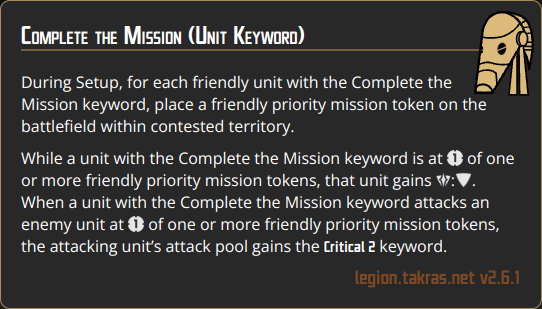 Complete the Mission (Unit Keyword)
During Setup, for each friendly unit with the Complete the
Mission keyword, place a friendly priority mission token on the
battlefield within contested territory.
While a unit with the Complete the Mission keyword is at 1 of one
or more friendly priority mission tokens, that unit gains :.
When a unit with the Complete the Mission keyword attacks an
enemy unit at 1 of one or more friendly priority mission tokens,
the attacking unit’s attack pool gains the Critical 2 keyword.
legion.takras.net v2.6.1